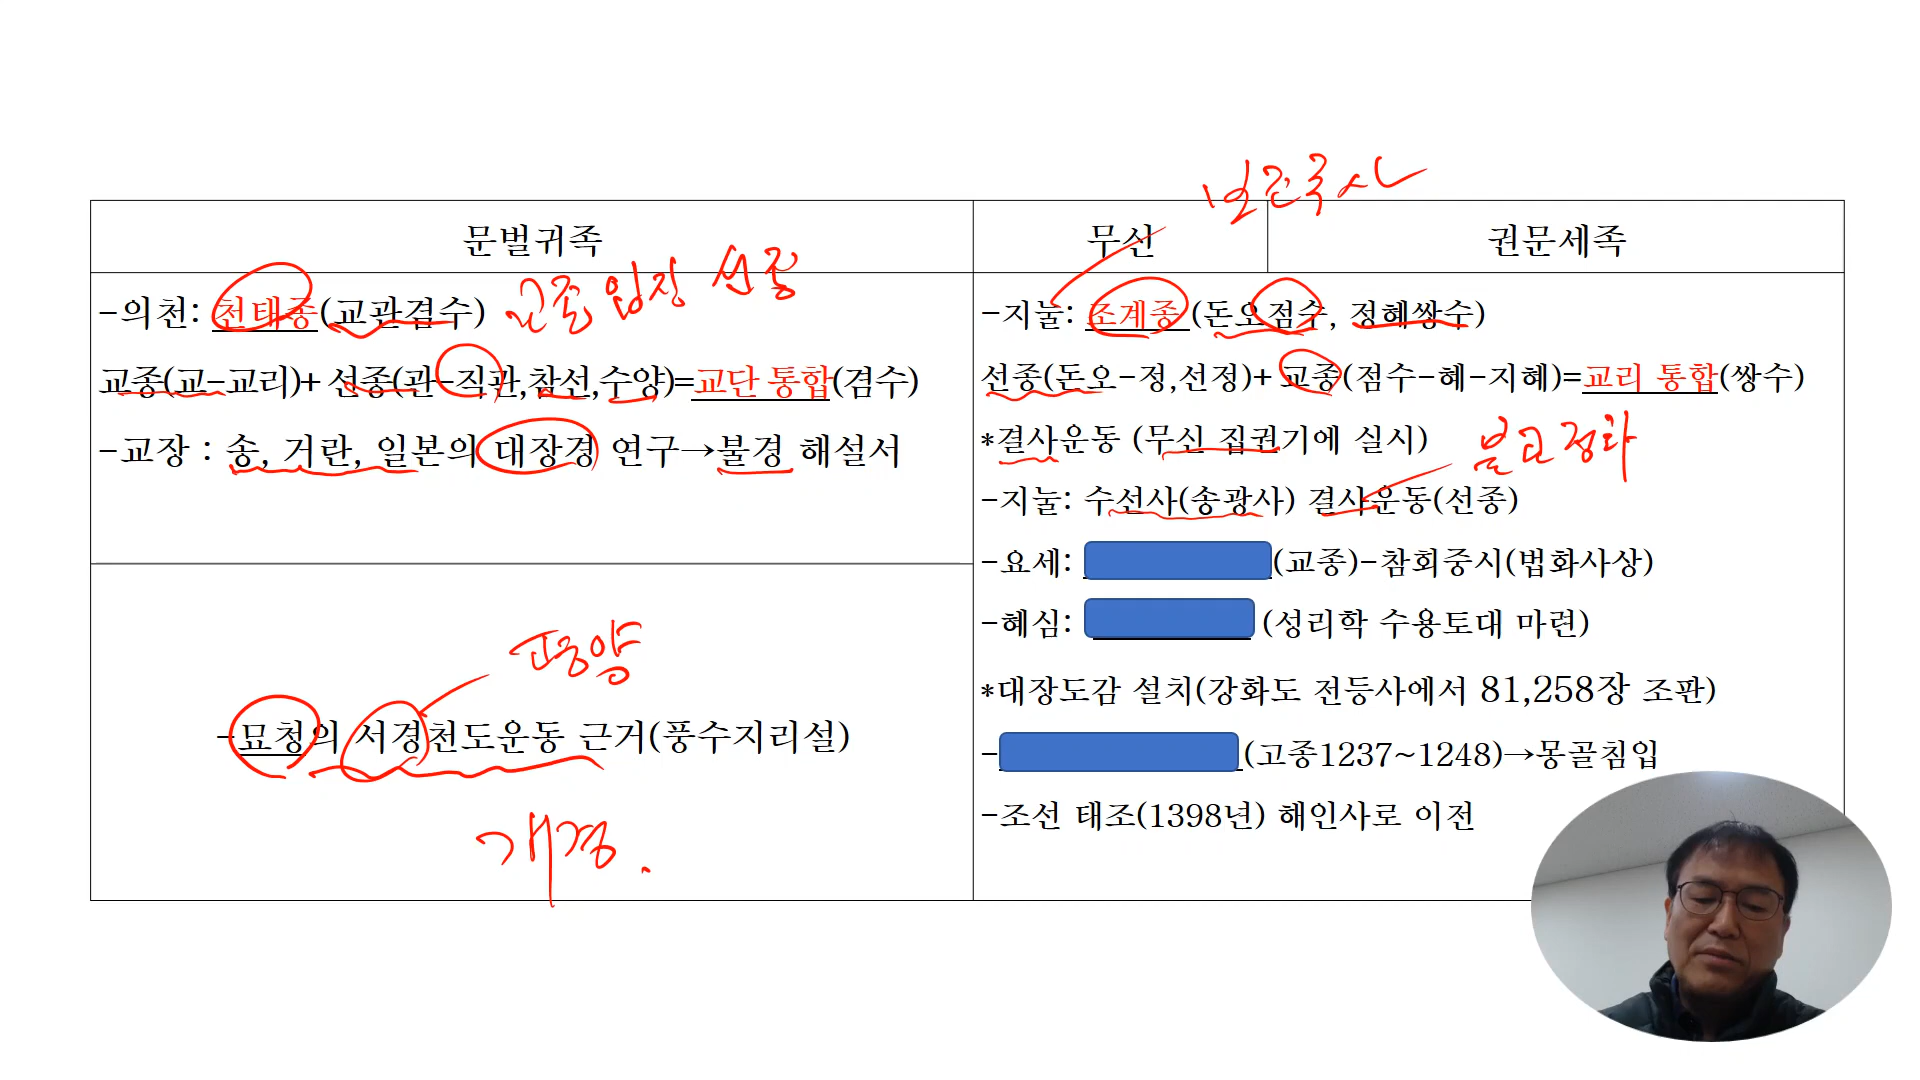 보조국사
문벌귀족
무신
권문세족
-의천: 천태종(교관겸수)
교종 입장 선종
교종(교-교리)+ 선종(관-직관,참선,수양)=교단 통합(겸수)
-교장 : 송, 거란, 일본의 대장경 연구→불경 해설서
평양
-묘청의 서경천도운동 근거(풍수지리설)
개경.
-지눌: 조계종(돈오점수, 정혜쌍수)
선종(돈오-정,선정)+ 교종(점수-혜-지혜)=교리 통합(쌍수)
*결사운동 (무신 집권기에 실시)
불교 정화
-지눌: 수선사(송광사) 결사운동(선종)
-요세: (교종)-참회중시(법화사상)
-혜심: (성리학 수용토대 마련)
*대장도감 설치(강화도 전등사에서 81,258장 조판)
-(고종1237~1248)→몽골침입
-조선 태조(1398년) 해인사로 이전